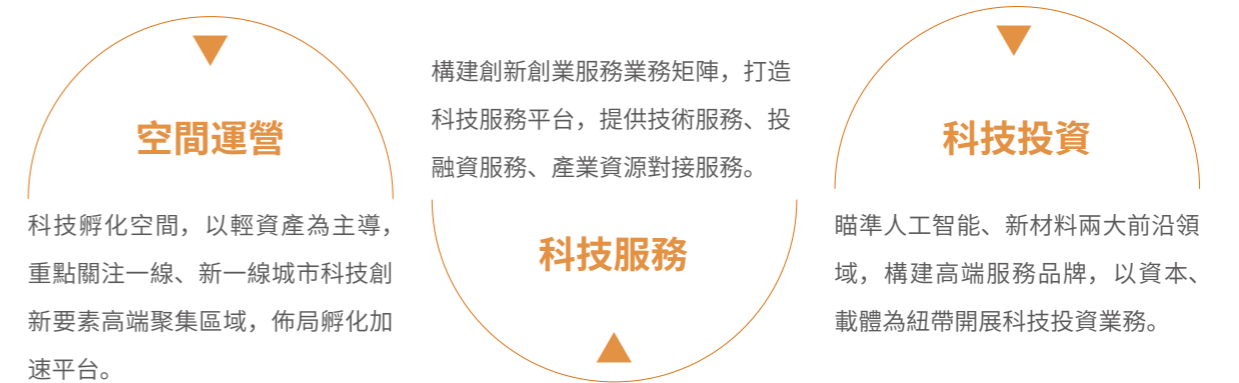 空間運營
科技孵化空間，以輕資產為主導，
重點關注一線、新一線城市科技創
新要素高端聚集區域，佈局孵化加
速平台。
構建創新創業服務業務矩陣，打造
科技服務平台，提供技術服務、投
融資服務、產業資源對接服務。
科技服務
科技投資
瞄準人工智能、新材料兩大前沿領
域，構建高端服務品牌，以資本、
載體為紐帶開展科技投資業務。